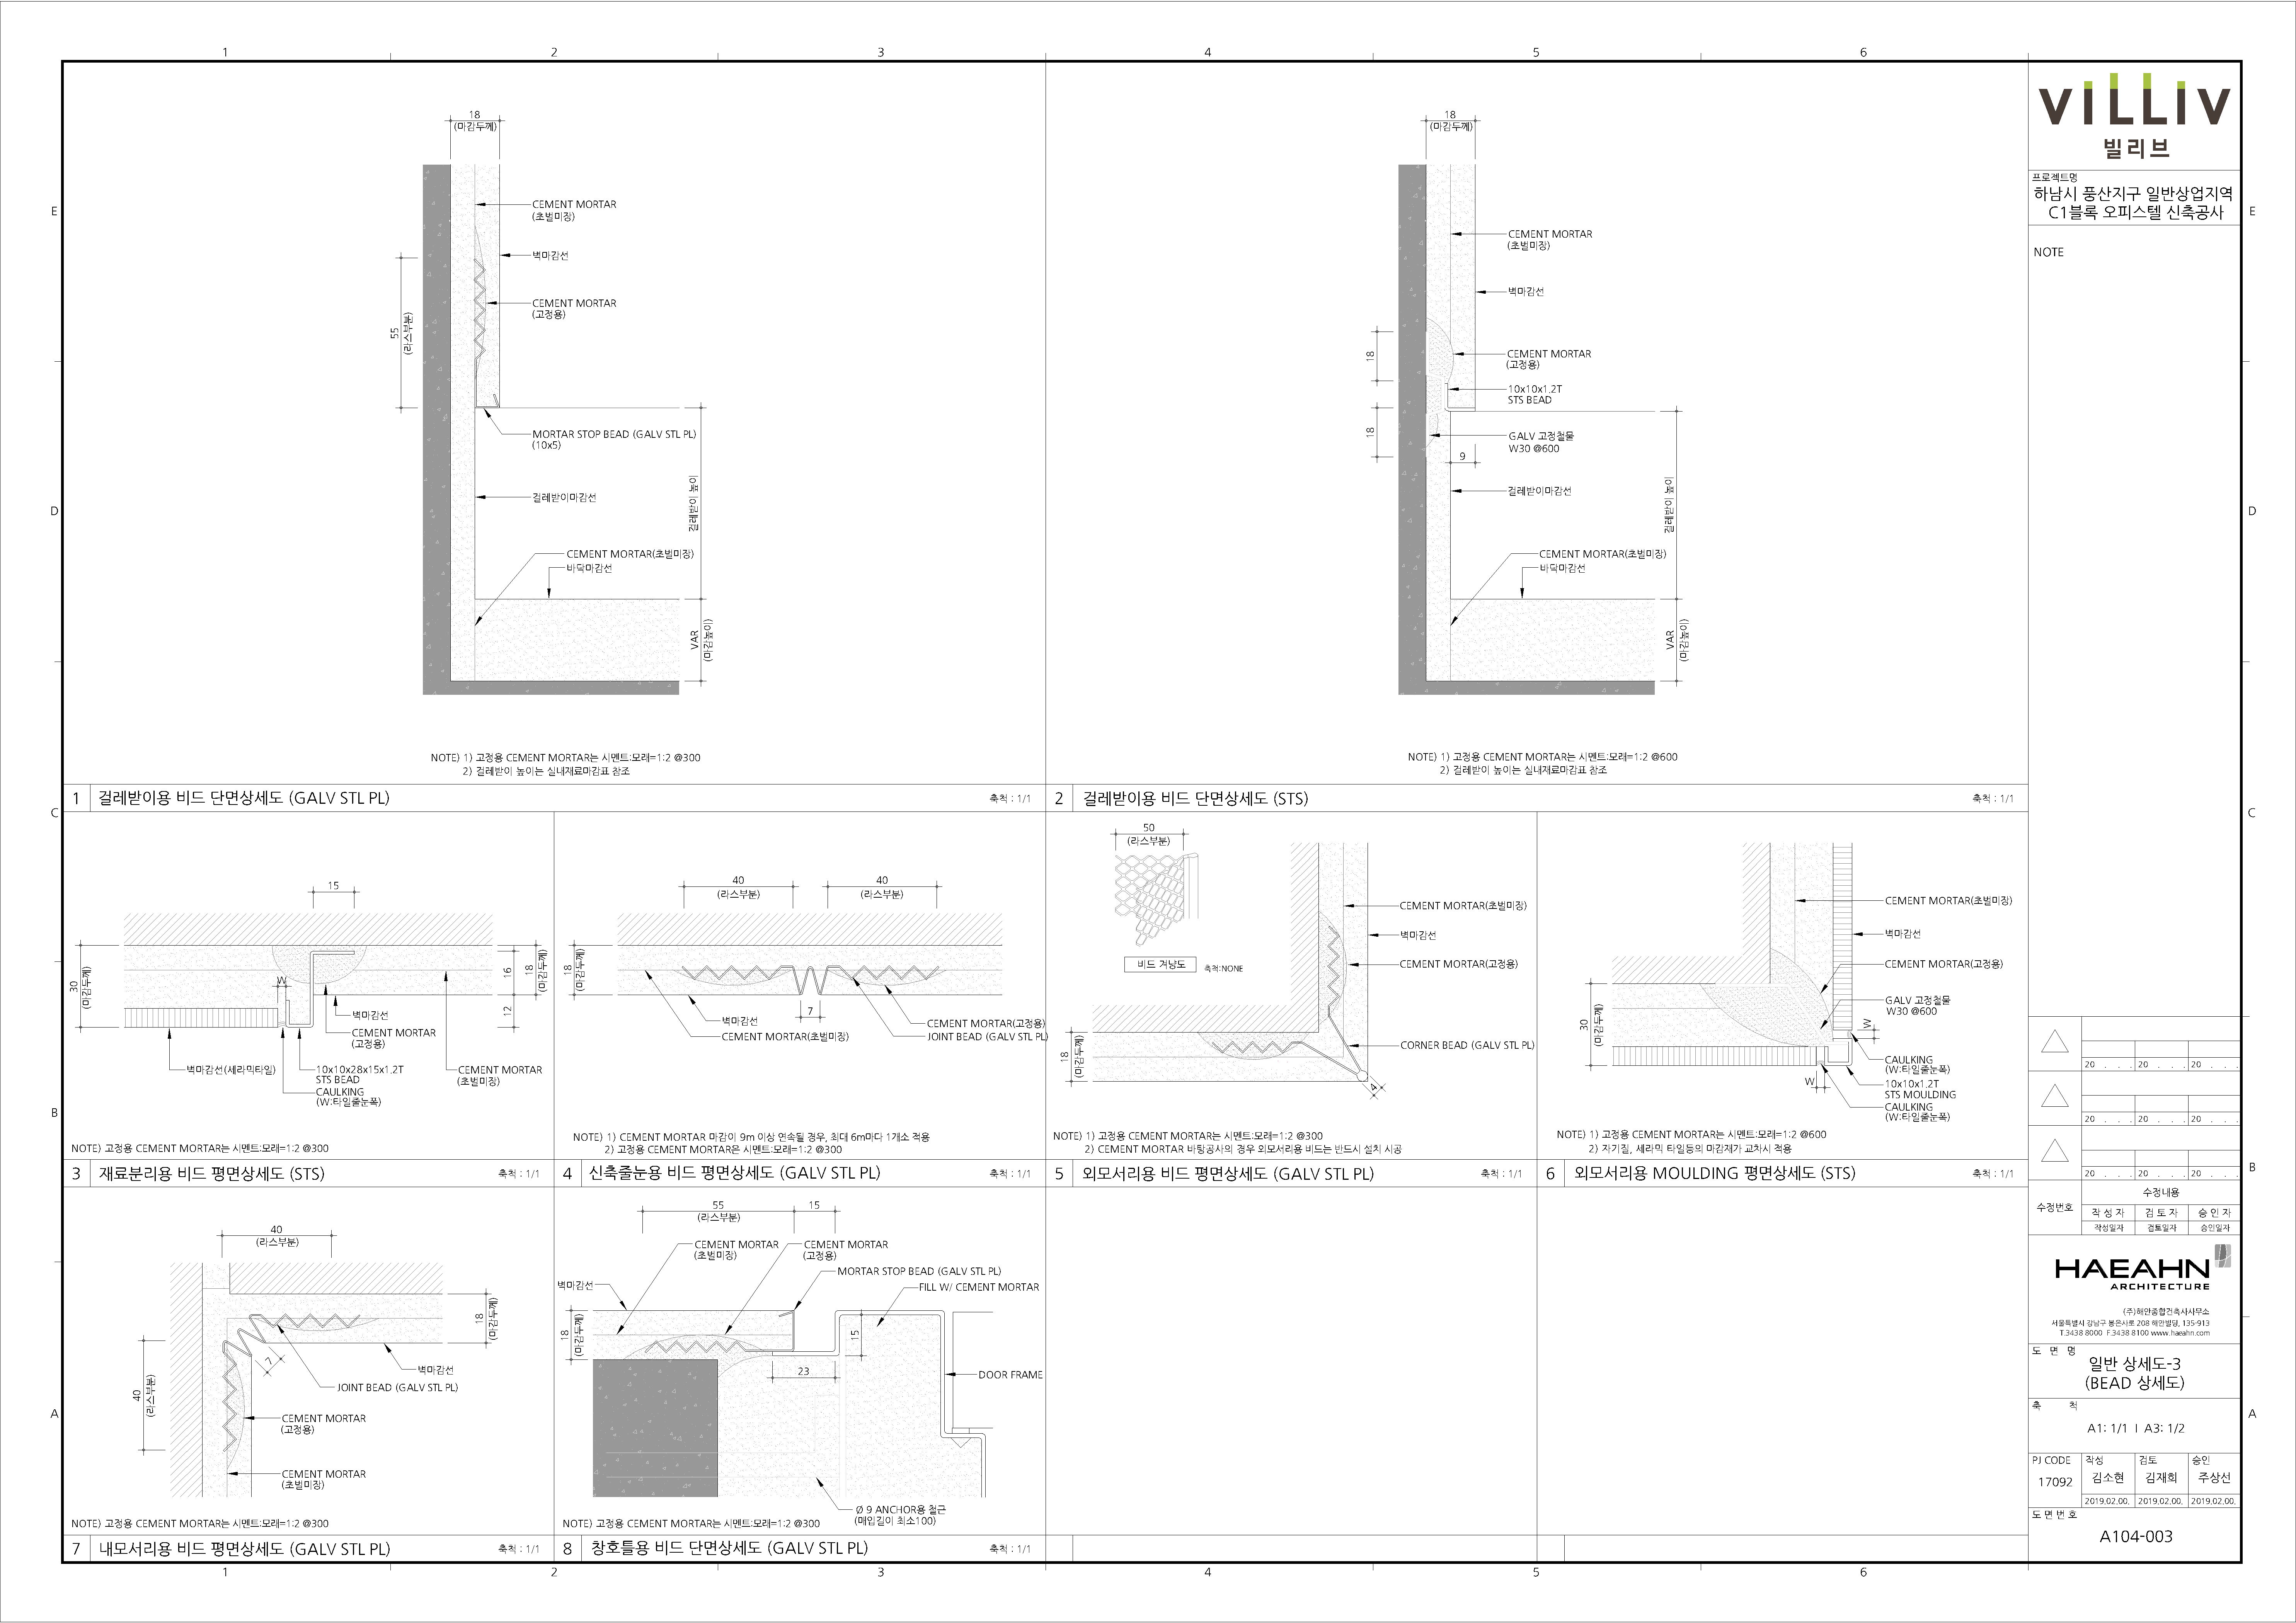 1
2
3
4
5
6
E
D
C
B
A
18
(마감두께)
CEMENT MORTAR
(초벌미장)
벽마감선
55
(라스부분)
CEMENT MORTAR
(고정용)
MORTAR STOP BEAD (GALV STL PL)
(10x5)
걸레받이 높이
걸레받이마감선
CEMENT MORTAR(초벌미장)
바닥마감선
VAR
(마감높이)
NOTE) 1) 고정용 CEMENT MORTAR는 시멘트:모래=1:2 @300
2) 걸레받이 높이는 실내재료마감표 참조
1 걸레받이용 비드 단면상세도 (GALV STL PL) 축척 : 1/1
18
(마감두께)
CEMENT MORTAR
(초벌미장)
벽마감선
18
CEMENT MORTAR
(고정용)
10x10x1.2T
STS BEAD
18
GALV 고정철물
W30 @600
9
걸레받이 높이
걸레받이마감선
CEMENT MORTAR(초벌미장)
바닥마감선
VAR
(마감높이)
NOTE) 1) 고정용 CEMENT MORTAR는 시멘트:모래=1:2 @600
2) 걸레받이 높이는 실내재료마감표 참조
2 걸레받이용 비드 단면상세도 (STS) 축척 : 1/1
15
30
(마감두께)
W
16
18
(마감두께)
12
벽마감선
CEMENT MORTAR
(고정용)
벽마감선(세라믹타일)
10x10x28x15x1.2T
STS BEAD
CAULKING
(W:타일줄눈폭)
CEMENT MORTAR
(초벌미장)
NOTE) 고정용 CEMENT MORTAR는 시멘트:모래=1:2 @300
3 재료분리용 비드 평면상세도 (STS) 축척 : 1/1
40
(라스부분)
40
(라스부분)
18
(마감두께)
7
벽마감선
CEMENT MORTAR(초벌미장)
CEMENT MORTAR(고정용)
JOINT BEAD (GALV STL PL)
NOTE) 1) CEMENT MORTAR 마감이 9m 이상 연속될 경우, 최대 6m마다 1개소 적용
2) 고정용 CEMENT MORTAR은 시멘트:모래=1:2 @300
4 신축줄눈용 비드 평면상세도 (GALV STL PL) 축척 : 1/1
50
(라스부분)
비드 겨냥도 축척:NONE
CEMENT MORTAR(초벌미장)
벽마감선
CEMENT MORTAR(고정용)
CORNER BEAD (GALV STL PL)
18
(마감두께)
4
NOTE) 1) 고정용 CEMENT MORTAR는 시멘트:모래=1:2 @300
2) CEMENT MORTAR 바탕공사의 경우 외모서리용 비드는 반드시 설치 시공
5 외모서리용 비드 평면상세도 (GALV STL PL) 축척 : 1/1
CEMENT MORTAR(초벌미장)
벽마감선
CEMENT MORTAR(고정용)
GALV 고정철물
W30 @600
30
(마감두께)
W
CAULKING
(W:타일줄눈폭)
W
10x10x1.2T
STS MOULDING
CAULKING
(W:타일줄눈폭)
NOTE) 1) 고정용 CEMENT MORTAR는 시멘트:모래=1:2 @600
2) 자기질, 세라믹 타일등의 마감재가 교차시 적용
6 외모서리용 MOULDING 평면상세도 (STS) 축척 : 1/1
40
(라스부분)
18
(마감두께)
7
벽마감선
JOINT BEAD (GALV STL PL)
40
(라스부분)
CEMENT MORTAR
(고정용)
CEMENT MORTAR
(초벌미장)
NOTE) 고정용 CEMENT MORTAR는 시멘트:모래=1:2 @300
7 내모서리용 비드 평면상세도 (GALV STL PL) 축척 : 1/1
55
(라스부분)
15
CEMENT MORTAR
(초벌미장)
CEMENT MORTAR
(고정용)
MORTAR STOP BEAD (GALV STL PL)
벽마감선
FILL W/ CEMENT MORTAR
18
(마감두께)
15
23
DOOR FRAME
Ø 9 ANCHOR용 철근
(매입길이 최소100)
NOTE) 고정용 CEMENT MORTAR는 시멘트:모래=1:2 @300
8 창호틀용 비드 단면상세도 (GALV STL PL) 축척 : 1/1
VILLIV
빌리브
프로젝트명
하남시 풍산지구 일반상업지역
C1블록 오피스텔 신축공사
NOTE
20 . . . 20 . . . 20 . . .
20 . . . 20 . . . 20 . . .
20 . . . 20 . . . 20 . . .
수정번호
수정내용
작 성 자 검 토 자 승 인 자
작성일자 검토일자 승인일자
HAEAHN
ARCHITECTURE
(주)해안종합건축사사무소
서울특별시 강남구 봉은사로 208 해안빌딩, 135-913
T.3438 8000 F.3438 8100 www.haeahn.com
도 면 명
일반 상세도-3
(BEAD 상세도)
축 척
A1: 1/1 I A3: 1/2
PJ CODE 작성 검토 승인
17092 김소현 김재회 주상선
2019.02.00. 2019.02.00. 2019.02.00.
도 면 번 호
A104-003
E
D
C
B
A
1
2
3
4
5
6